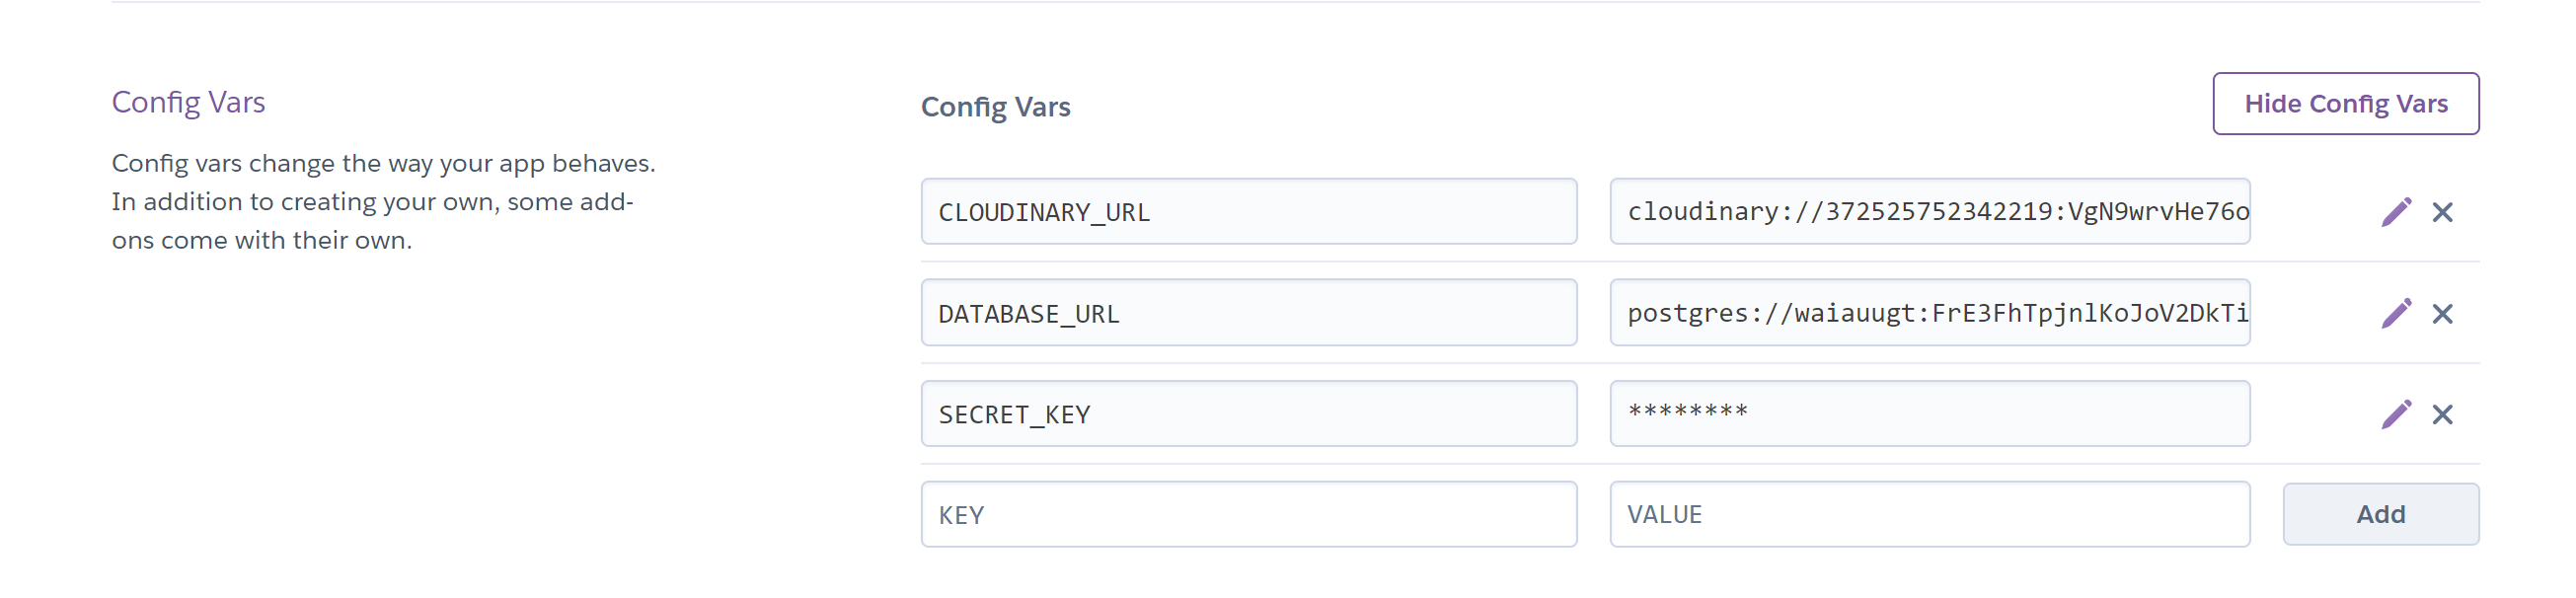 Config Vars
Config vars change the way your app behaves.
In addition to creating your own, some add-
ons come with their own.
Config Vars
Hide Config Vars
CLOUDINARY_URL
cloudinary://372525752342219:VgN9wrvHe76o
DATABASE_URL
postgres://waiauugt:FrE3FhTpjnlKoJoV2DkTi
SECRET_KEY
********
KEY
VALUE
Add